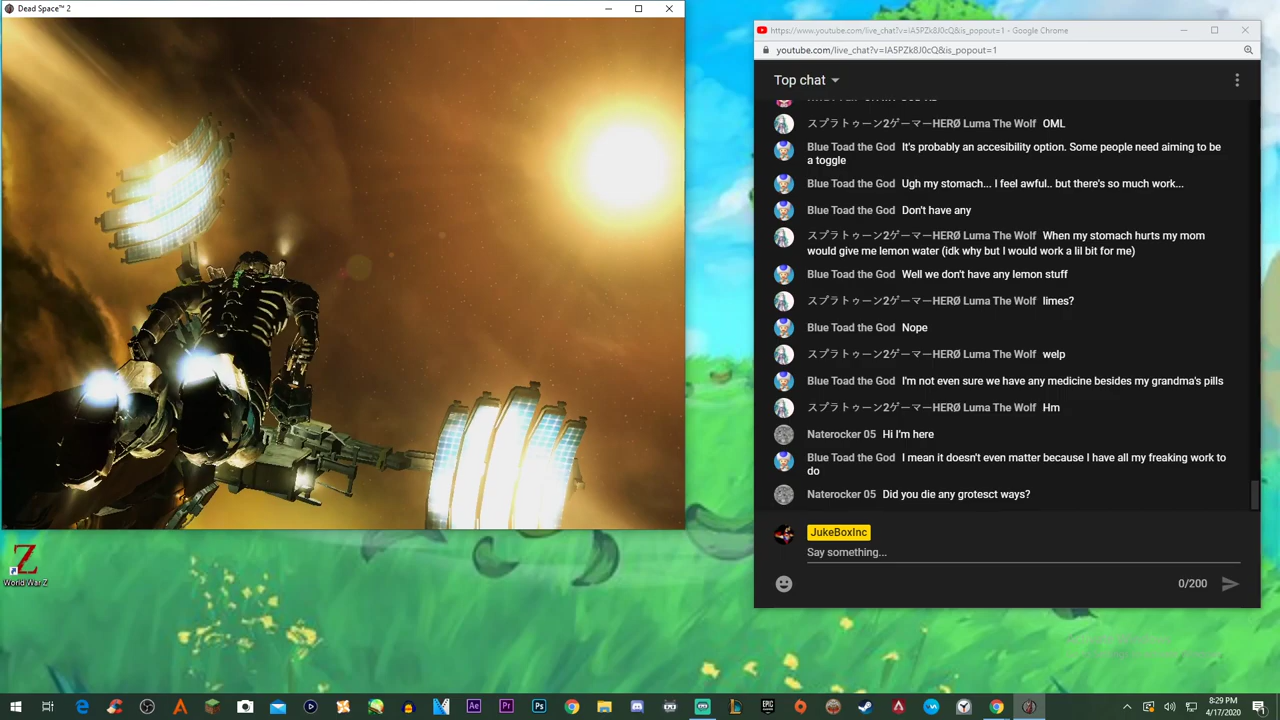 Dead Space™ 2
https://www.youtube.com/live_chat?v=IA5PZk8J0cQ&is_popout=1 - Google Chrome
youtube.com/live_chat?v=IA5PZk8J0cQ&is_popout=1
Top chat
スプラトゥーン2ゲーマーHERØ Luma The Wolf OML
Blue Toad the God It's probably an accesibility option. Some people need aiming to be
a toggle
Blue Toad the God Ugh my stomach... I feel awful.. but there's so much work...
Blue Toad the God Don't have any
スプラトゥーン2ゲーマーHERØ Luma The Wolf When my stomach hurts my mom
would give me lemon water (idk why but I would work a lil bit for me)
Blue Toad the God Well we don't have any lemon stuff
スプラトゥーン2ゲーマーHERØ Luma The Wolf limes?
Blue Toad the God Nope
スプラトゥーン2ゲーマーHERØ Luma The Wolf welp
Blue Toad the God I'm not even sure we have any medicine besides my grandma's pills
スプラトゥーン2ゲーマーHERØ Luma The Wolf Hm
Naterocker 05 Hi I'm here
Blue Toad the God I mean it doesn't even matter because I have all my freaking work to
do
Naterocker 05 Did you die any grotesct ways?
JukeBoxInc
Say something...
0/200
World War Z
Ae Pr Ps
EPIC
8:29 PM
4/17/2020